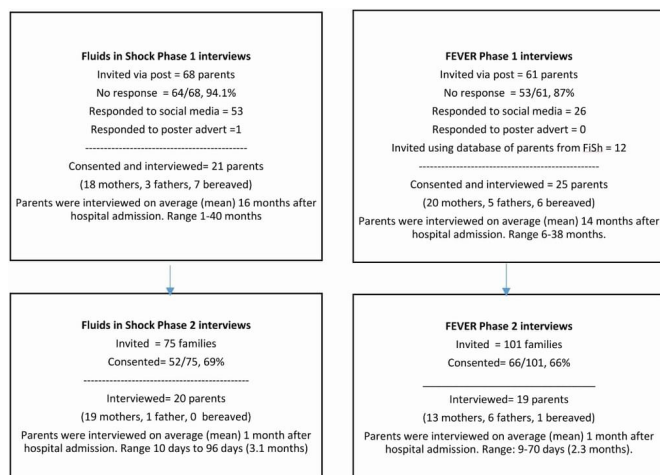 Fluids in Shock Phase 1 interviews
Invited via post = 68 parents
No response = 64/68, 94.1%
Responded to social media = 53
Responded to poster advert =1
--------------------------------------------
Consented and interviewed= 21 parents
(18 mothers, 3 fathers, 7 bereaved)
Parents were interviewed on average (mean) 16 months after
hospital admission. Range 1-40 months
FEVER Phase 1 interviews
Invited via post = 61 parents
No response = 53/61, 87%
Responded to social media = 26
Responded to poster advert = 0
Invited using database of parents from FiSh = 12
--------------------------------------------
Consented and interviewed = 25 parents
(20 mothers, 5 fathers, 6 bereaved)
Parents were interviewed on average (mean) 14 months after
hospital admission. Range 6-38 months.
Fluids in Shock Phase 2 interviews
Invited = 75 families
Consented= 52/75, 69%
--------------------------------------------
Interviewed= 20 parents
(19 mothers, 1 father, 0 bereaved)
Parents were interviewed on average (mean) 1 month after
hospital admission. Range 10 days to 96 days (3.1 months)
FEVER Phase 2 interviews
Invited = 101 families
Consented= 66/101, 66%
____________________________
Interviewed= 19 parents
(13 mothers, 6 fathers, 1 bereaved)
Parents were interviewed on average (mean) 1 month after
hospital admission. Range: 9-70 days (2.3 months).